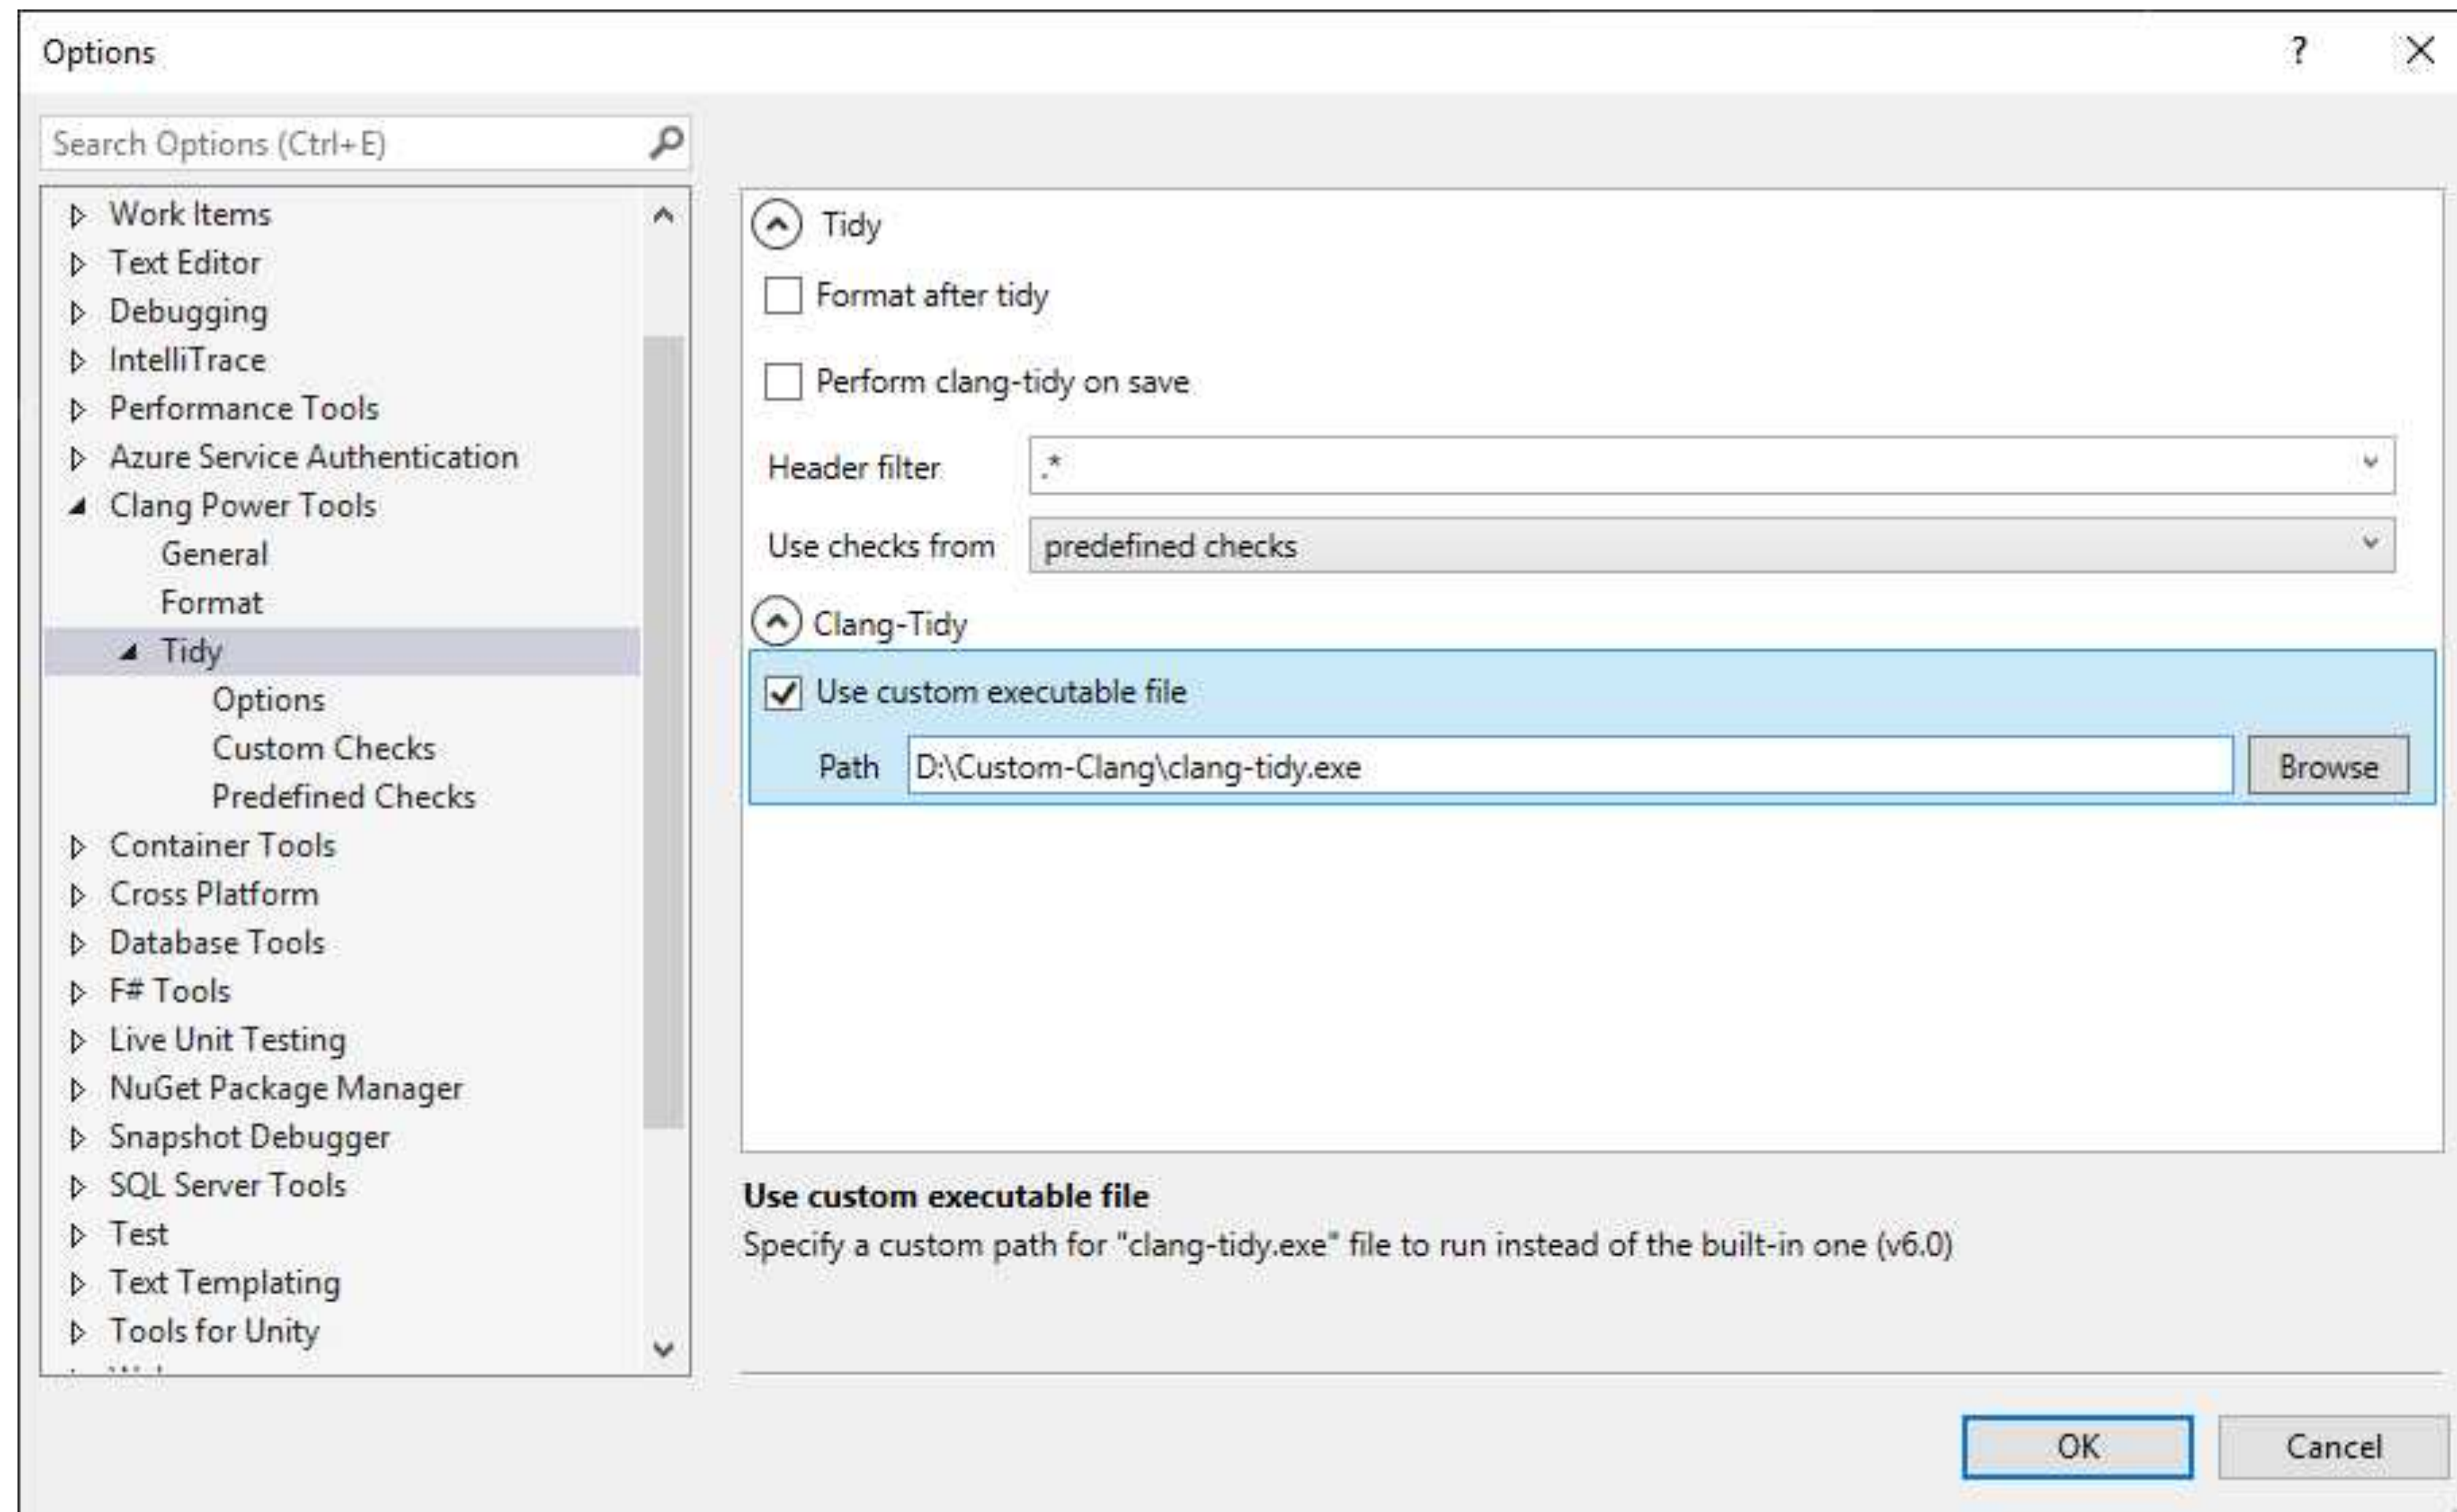 Options
?
Search Options (Ctrl+E)
Work Items
Text Editor
Debugging
IntelliTrace
Performance Tools
Azure Service Authentication
Clang Power Tools
General
Format
Tidy
Options
Custom Checks
Predefined Checks
Container Tools
Cross Platform
Database Tools
F# Tools
Live Unit Testing
NuGet Package Manager
Snapshot Debugger
SQL Server Tools
Test
Text Templating
Tools for Unity
Tidy
Format after tidy
Perform clang-tidy on save
Header filter .*
Use checks from predefined checks
Clang-Tidy
Use custom executable file
Path D:\Custom-Clang\clang-tidy.exe Browse
Use custom executable file
Specify a custom path for "clang-tidy.exe" file to run instead of the built-in one (v6.0)
OK Cancel